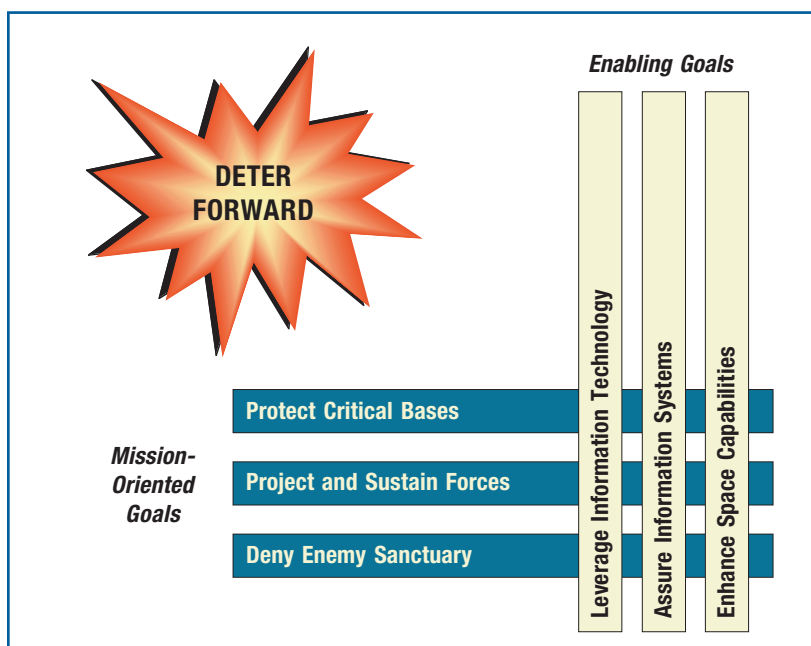 Enabling Goals
DETER
FORWARD
Leverage Information Technology
Assure Information Systems
Enhance Space Capabilities
Mission-
Oriented
Goals
Protect Critical Bases
Project and Sustain Forces
Deny Enemy Sanctuary